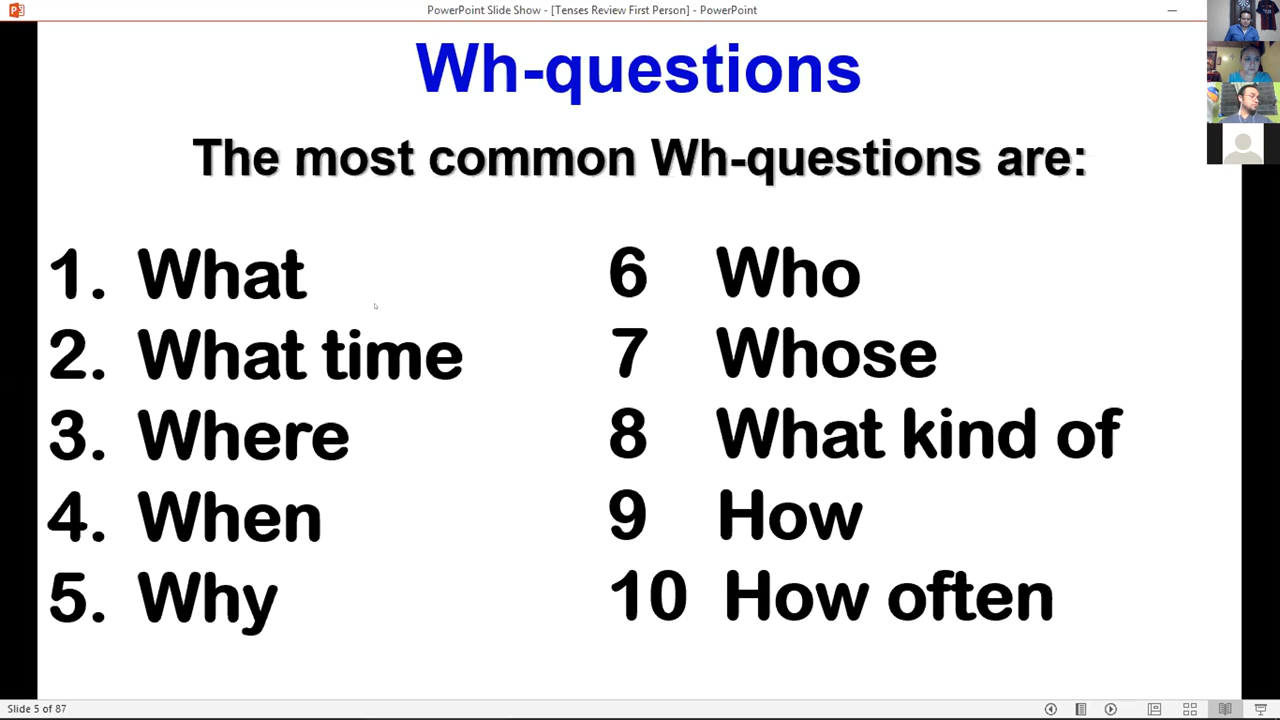 PowerPoint Slide Show - [Tenses Review First Person] - PowerPoint
Wh-questions
The most common Wh-questions are:
1. What
2. What time
3. Where
4. When
5. Why
6 Who
7 Whose
8 What kind of
9 How
10 How often
Slide 5 of 87